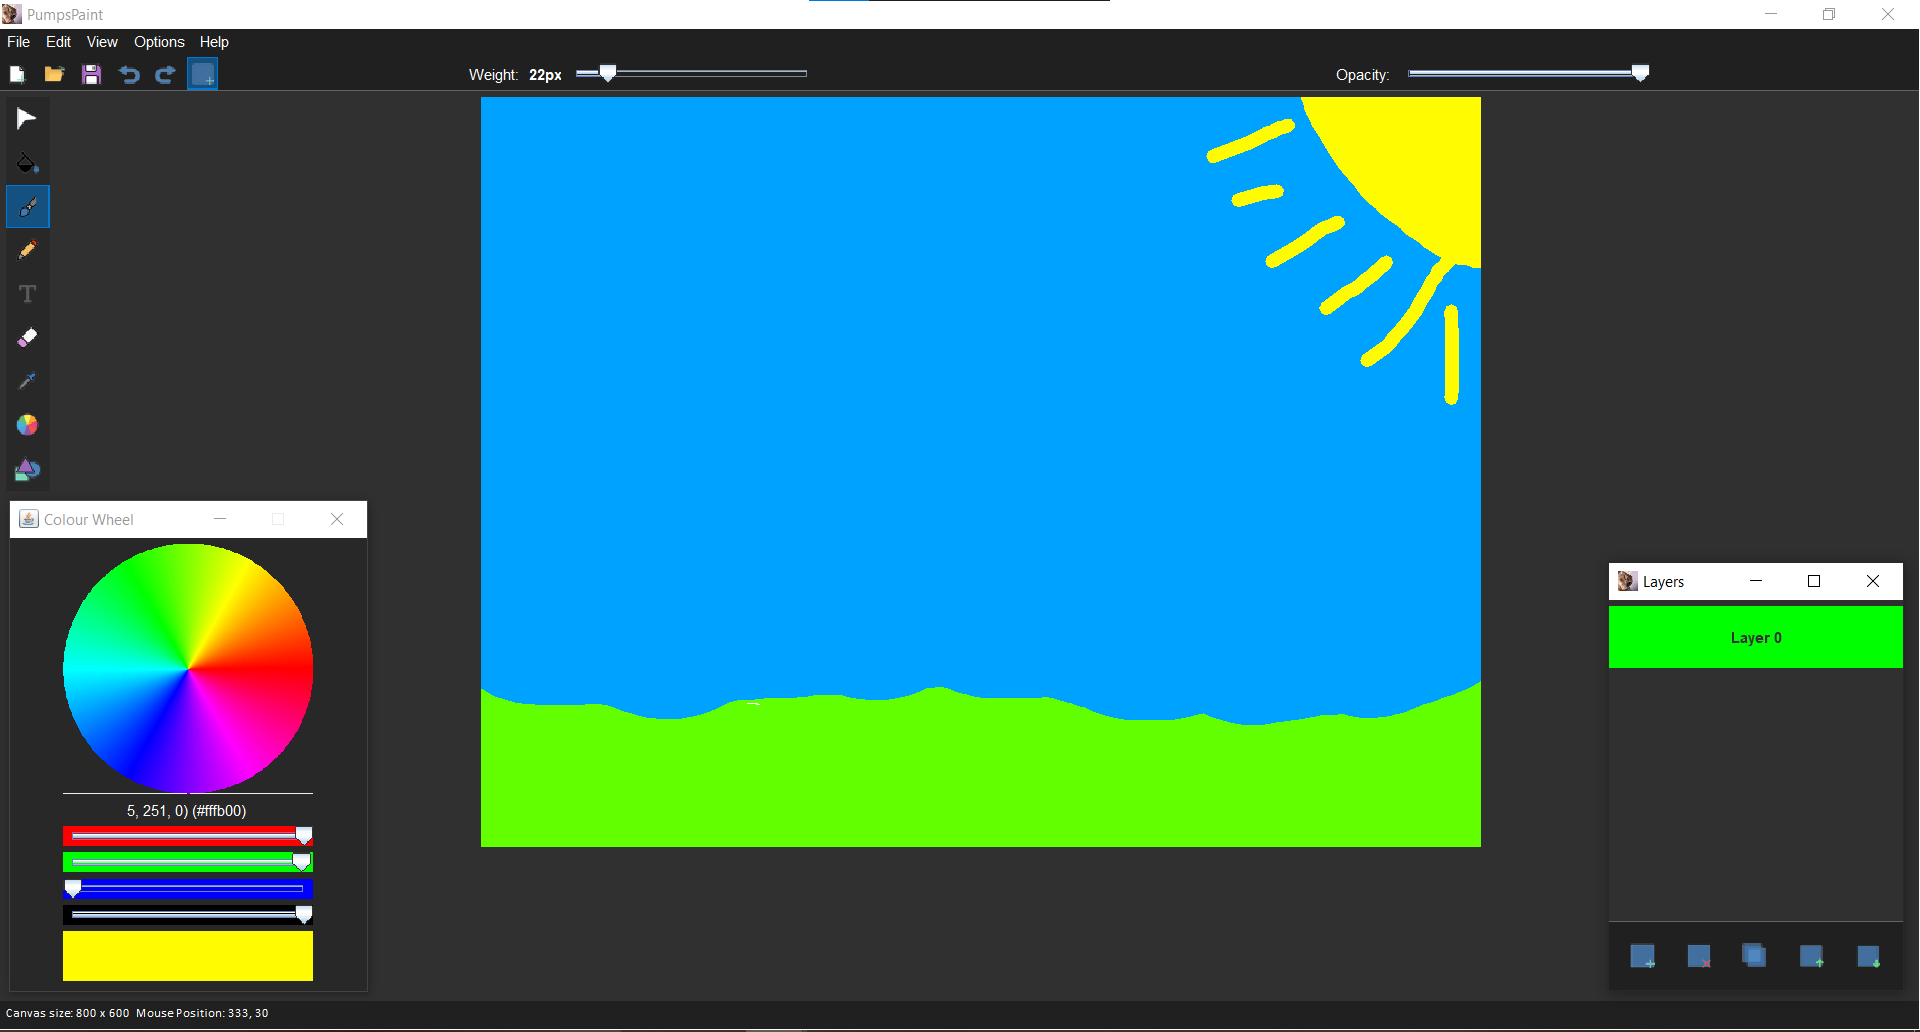 PumpsPaint
File Edit View Options Help
Weight: 22px Opacity:
T
Colour Wheel
5, 251, 0) (#fffb00)
Layers
Layer 0
Canvas size: 800 x 600 Mouse Position: 333, 30